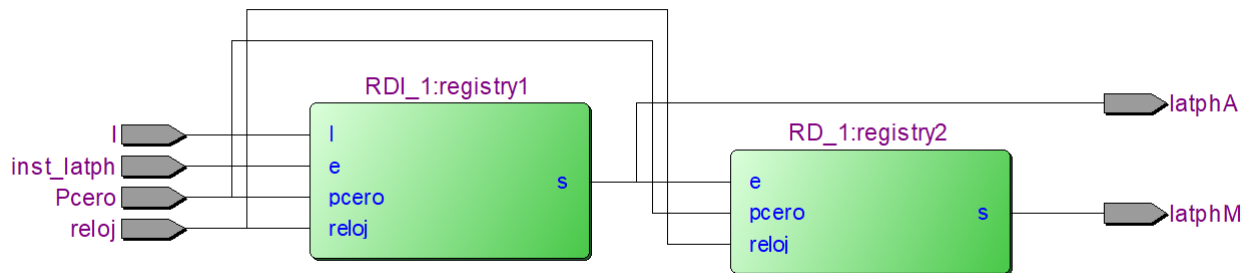 RDI_1:registry1
l
inst_latph
Pcero
reloj
l
e
pcero
reloj
s
RD_1:registry2
e
pcero
reloj
s
latphA
latphM